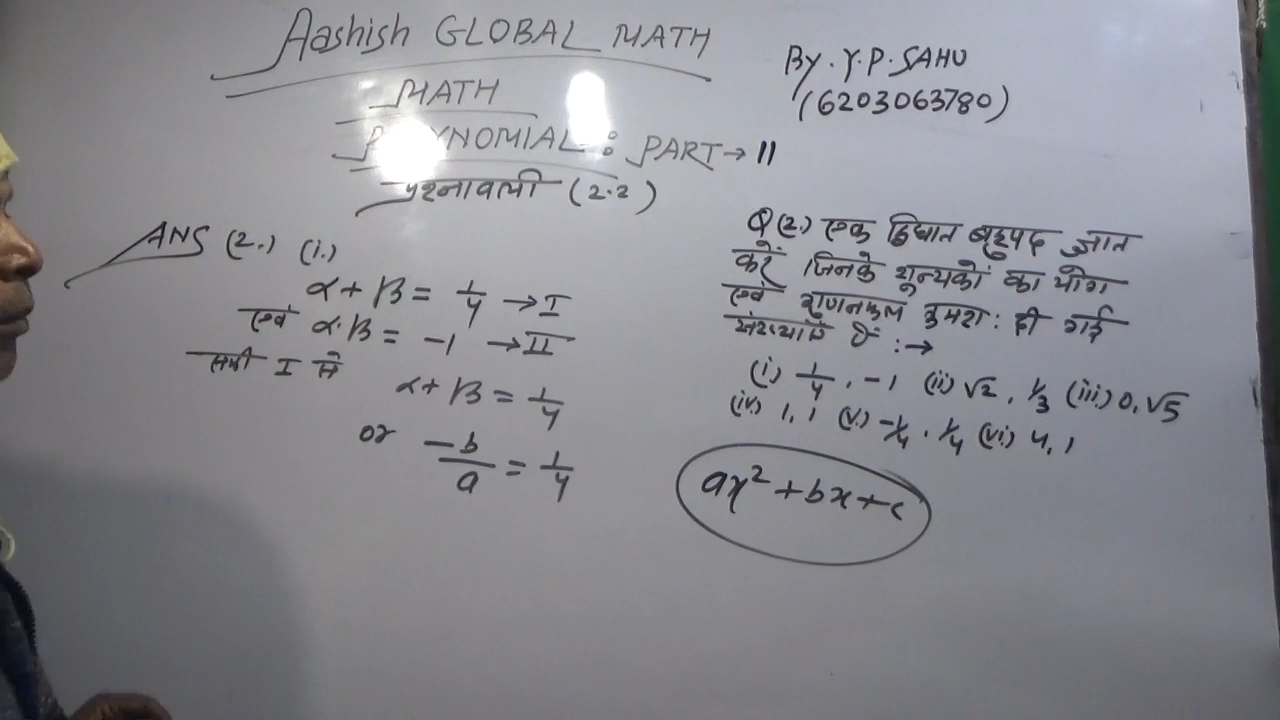 Aashish GLOBAL MATH
MATH
POLYNOMIAL : PART → II
प्रश्नावली (2.2)
By. Y.P. SAHU
(6203063780)
ANS (2.) (i.)
α + β = 1/4 → I
एवं α.β = -1 → II
समी I से
α + β = 1/4
or -b/a = 1/4
Q (2.) एक द्विघात बहुपद ज्ञात
करें जिनके शून्यकों का योग
एवं गुणनफल क्रमश: दी गई
संख्याएँ हैं :→
(i) 1/4, -1 (ii) √2, 1/3 (iii) 0, √5
(iv.) 1, 1 (v.) -1/4, 1/4 (vi) 4, 1
ax² + bx + c